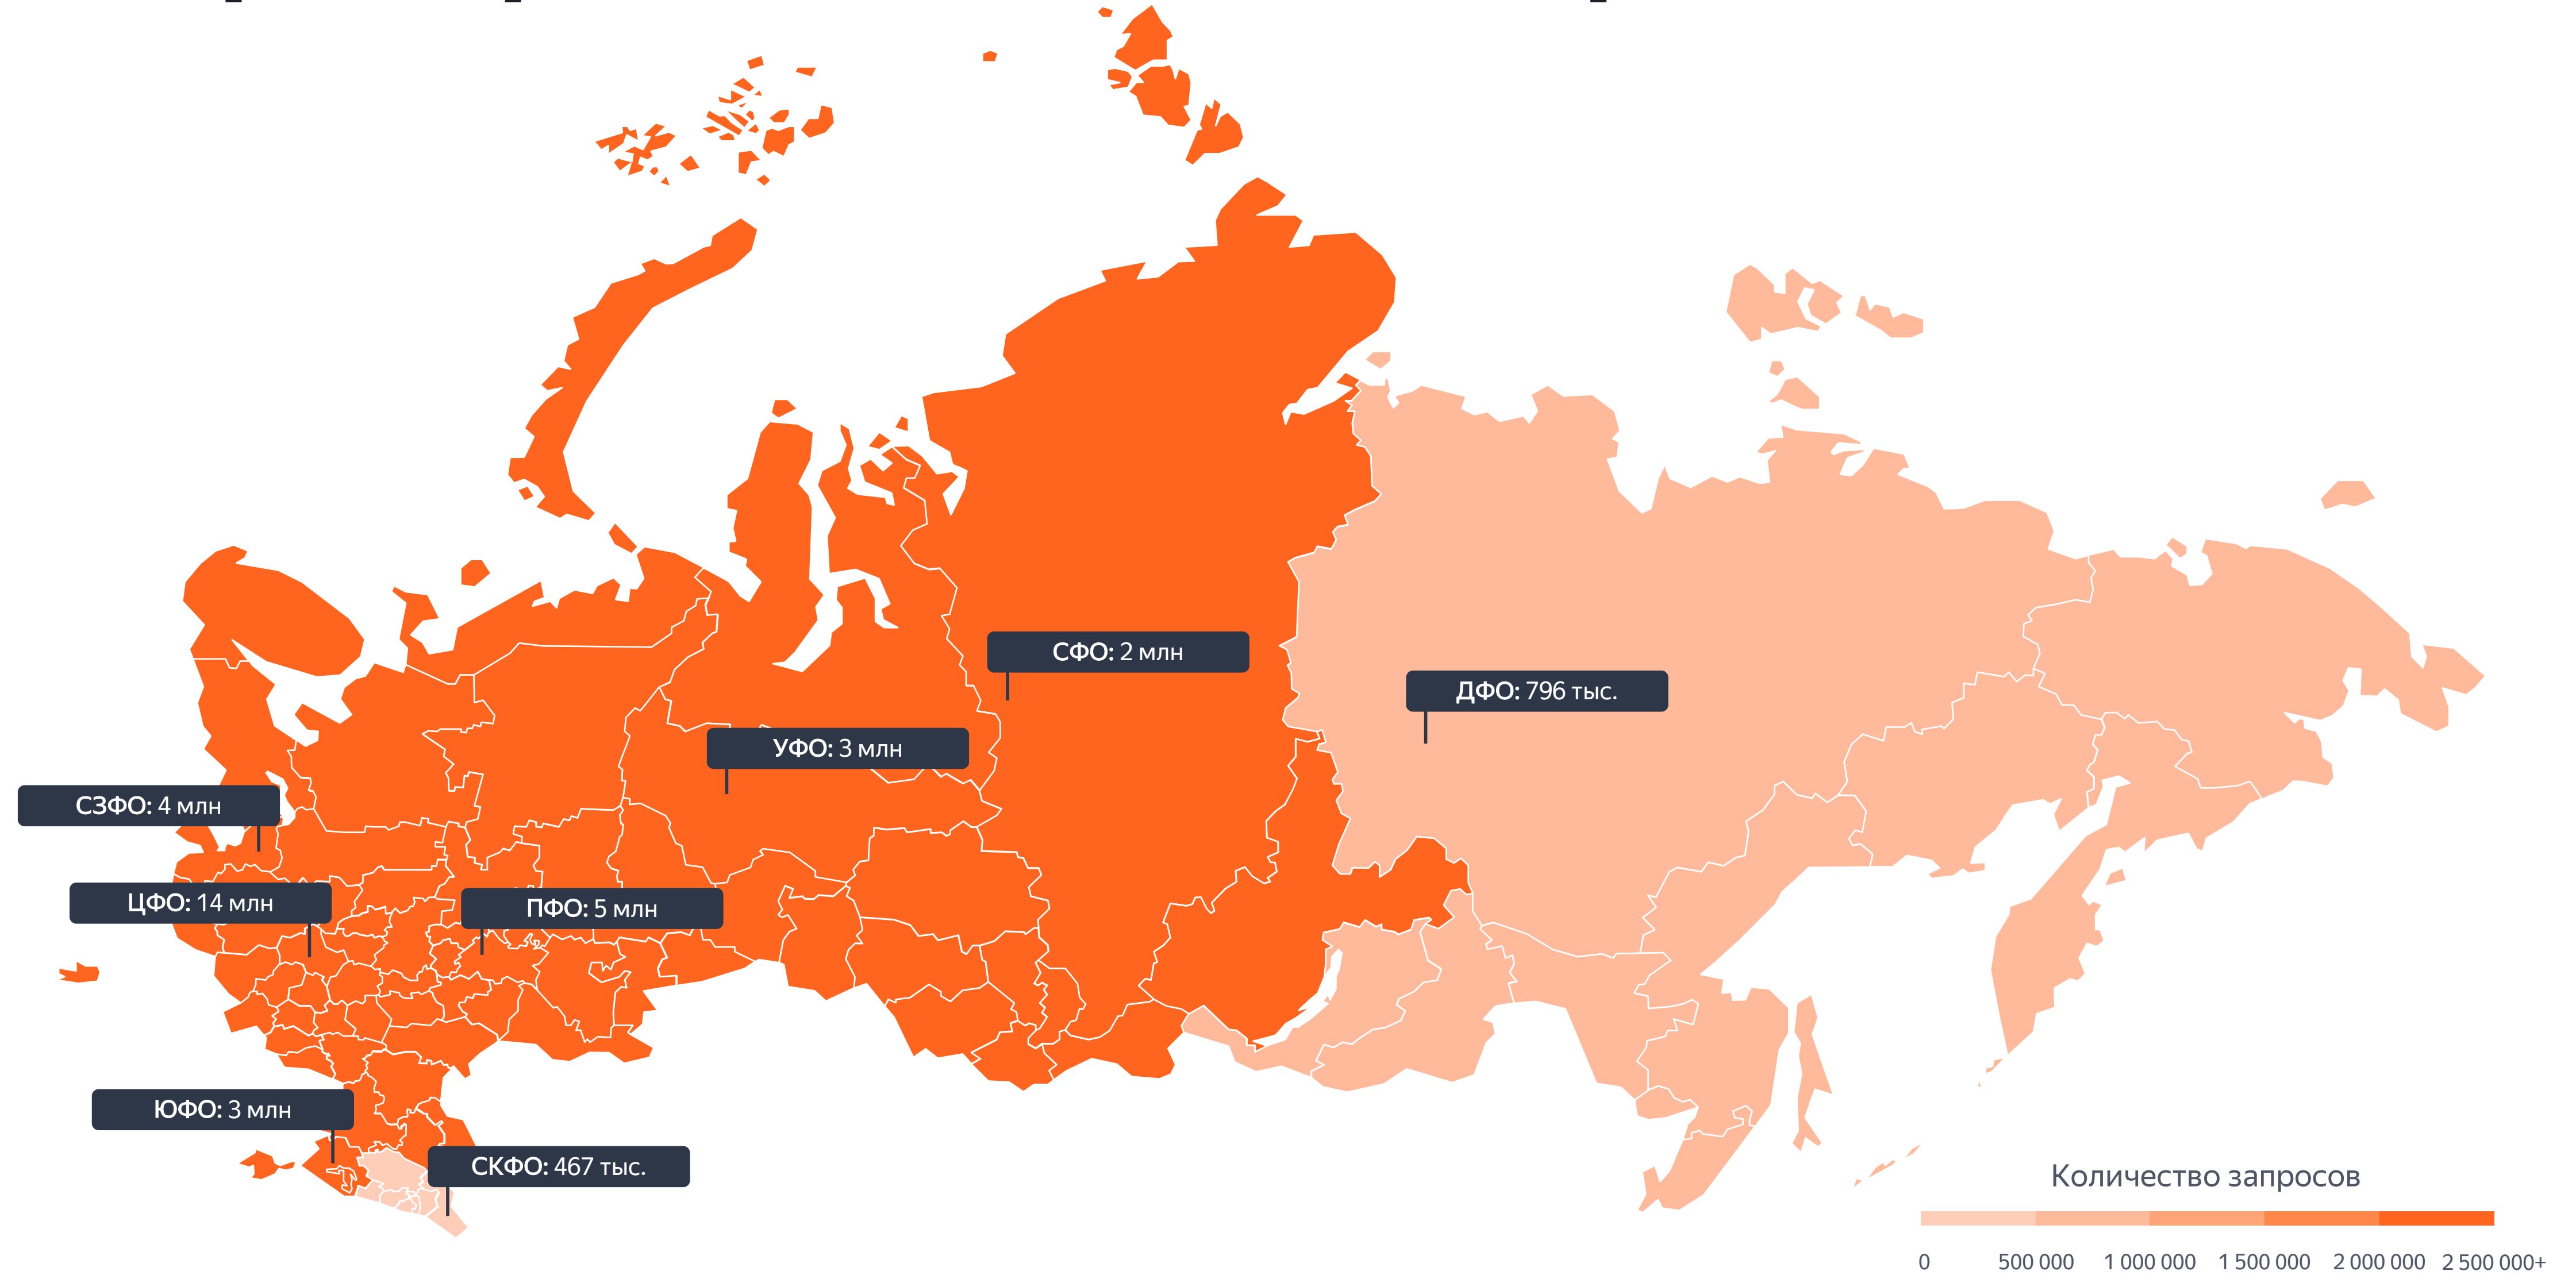 СФО: 2 млн
ДФО: 796 тыс.
УФО: 3 млн
СЗФО: 4 млн
ЦФО: 14 млн
ПФО: 5 млн
ЮФО: 3 млн
СКФО: 467 тыс.
Количество запросов
0 500 000 1 000 000 1 500 000 2 000 000 2 500 000+